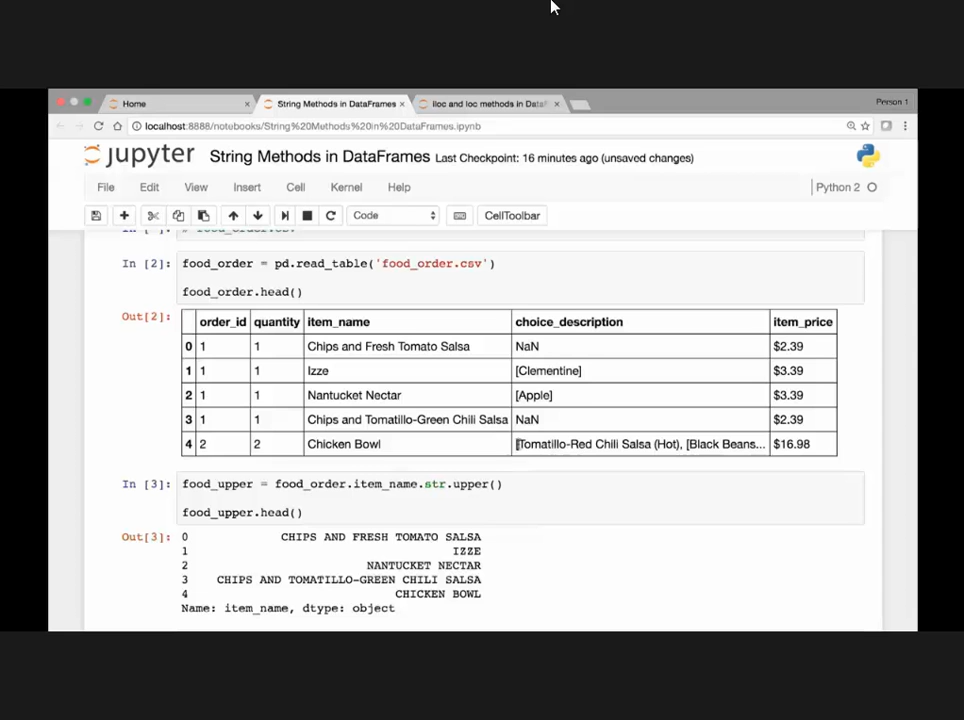 Home
String Methods in DataFrames
iloc and loc methods in DataF
Person 1
localhost:8888/notebooks/String%20Methods%20in%20DataFrames.ipynb
jupyter String Methods in DataFrames Last Checkpoint: 16 minutes ago (unsaved changes)
File Edit View Insert Cell Kernel Help Python 2
Code CellToolbar
In [2]: food_order = pd.read_table('food_order.csv')
food_order.head()
Out[2]: order_id quantity item_name choice_description item_price
0 1 1 Chips and Fresh Tomato Salsa NaN $2.39
1 1 1 Izze [Clementine] $3.39
2 1 1 Nantucket Nectar [Apple] $3.39
3 1 1 Chips and Tomatillo-Green Chili Salsa NaN $2.39
4 2 2 Chicken Bowl [Tomatillo-Red Chili Salsa (Hot), [Black Beans... $16.98
In [3]: food_upper = food_order.item_name.str.upper()
food_upper.head()
Out[3]: 0 CHIPS AND FRESH TOMATO SALSA
1 IZZE
2 NANTUCKET NECTAR
3 CHIPS AND TOMATILLO-GREEN CHILI SALSA
4 CHICKEN BOWL
Name: item_name, dtype: object